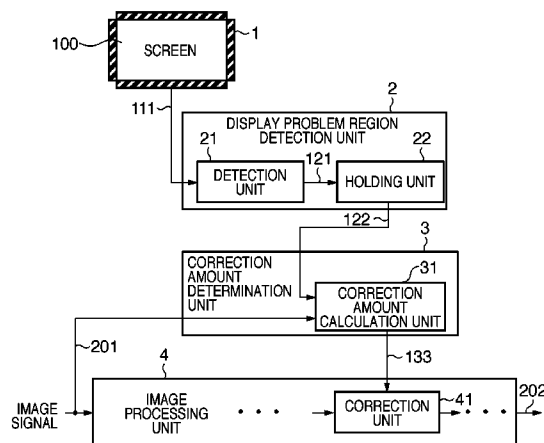 1
100
SCREEN
111
2
DISPLAY PROBLEM REGION
DETECTION UNIT
21
22
121
DETECTION
UNIT
HOLDING UNIT
122
3
CORRECTION
AMOUNT
DETERMINATION
UNIT
31
CORRECTION
AMOUNT
CALCULATION UNIT
201
133
4
41
202
IMAGE
SIGNAL
IMAGE
PROCESSING
UNIT
• • •
CORRECTION UNIT
• • •